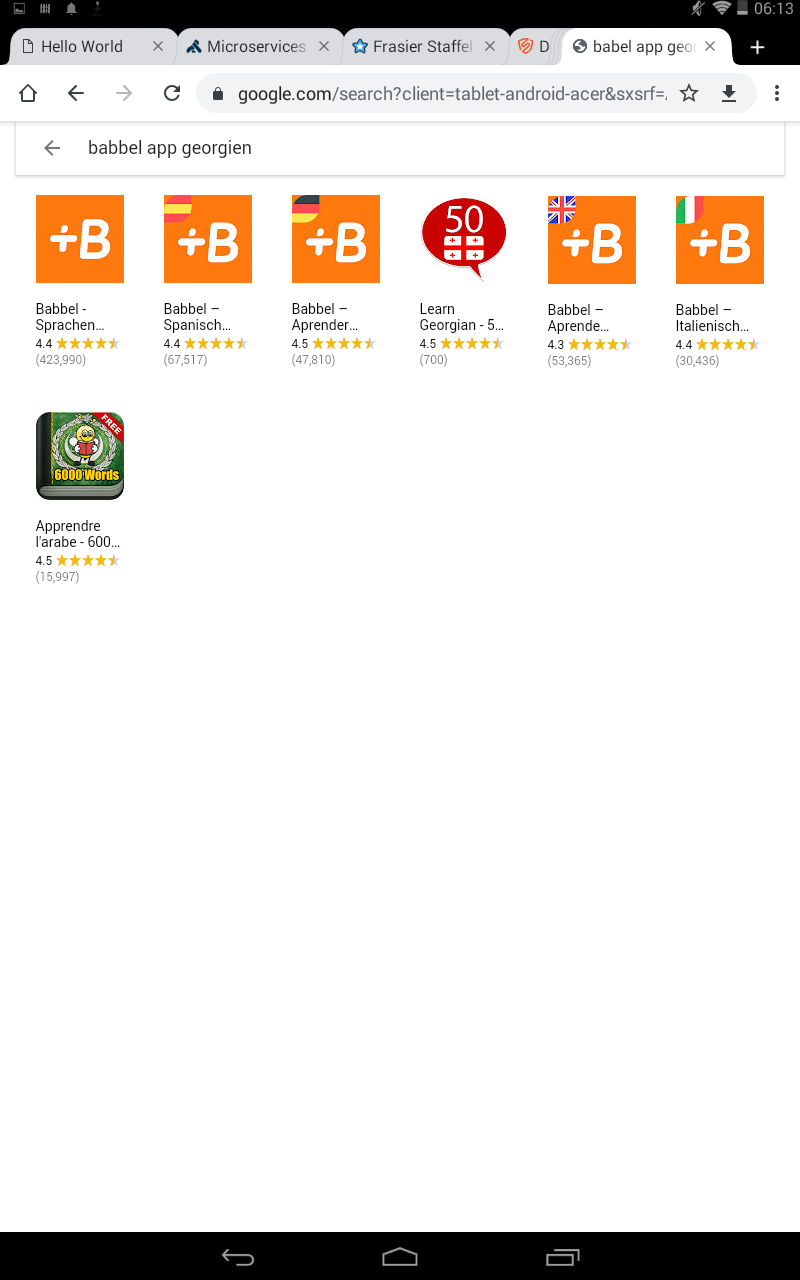 06:13
Hello World
Microservices
Frasier Staffel
D
babel app geor
google.com/search?client=tablet-android-acer&sxsrf=.
babbel app georgien
+B
+B
+B
50
+B
+B
Babbel -
Sprachen…
4.4
(423,990)
Babbel –
Spanisch…
4.4
(67,517)
Babbel –
Aprender…
4.5
(47,810)
Learn
Georgian - 5…
4.5
(700)
Babbel –
Aprende…
4.3
(53,365)
Babbel –
Italienisch…
4.4
(30,436)
FREE
6000 Words
Apprendre
l'arabe - 600…
4.5
(15,997)